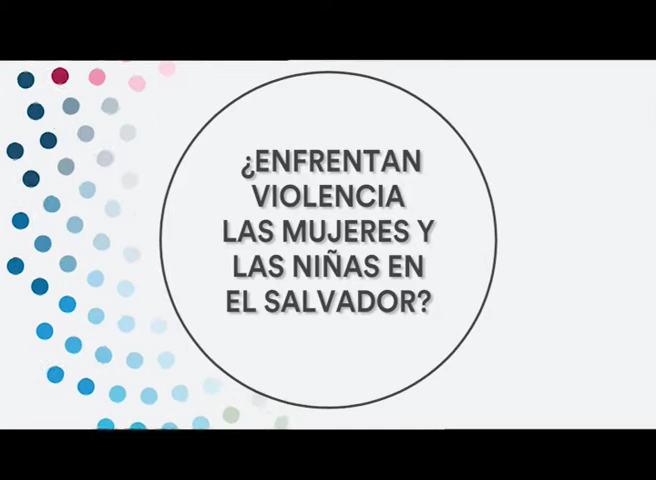 ¿ENFRENTAN
VIOLENCIA
LAS MUJERES Y
LAS NIÑAS EN
EL SALVADOR?